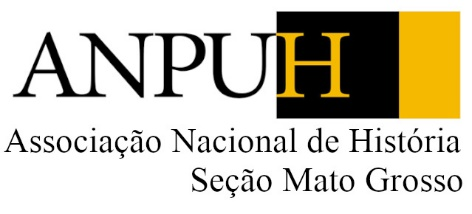 ANPUH
Associação Nacional de História
Seção Mato Grosso